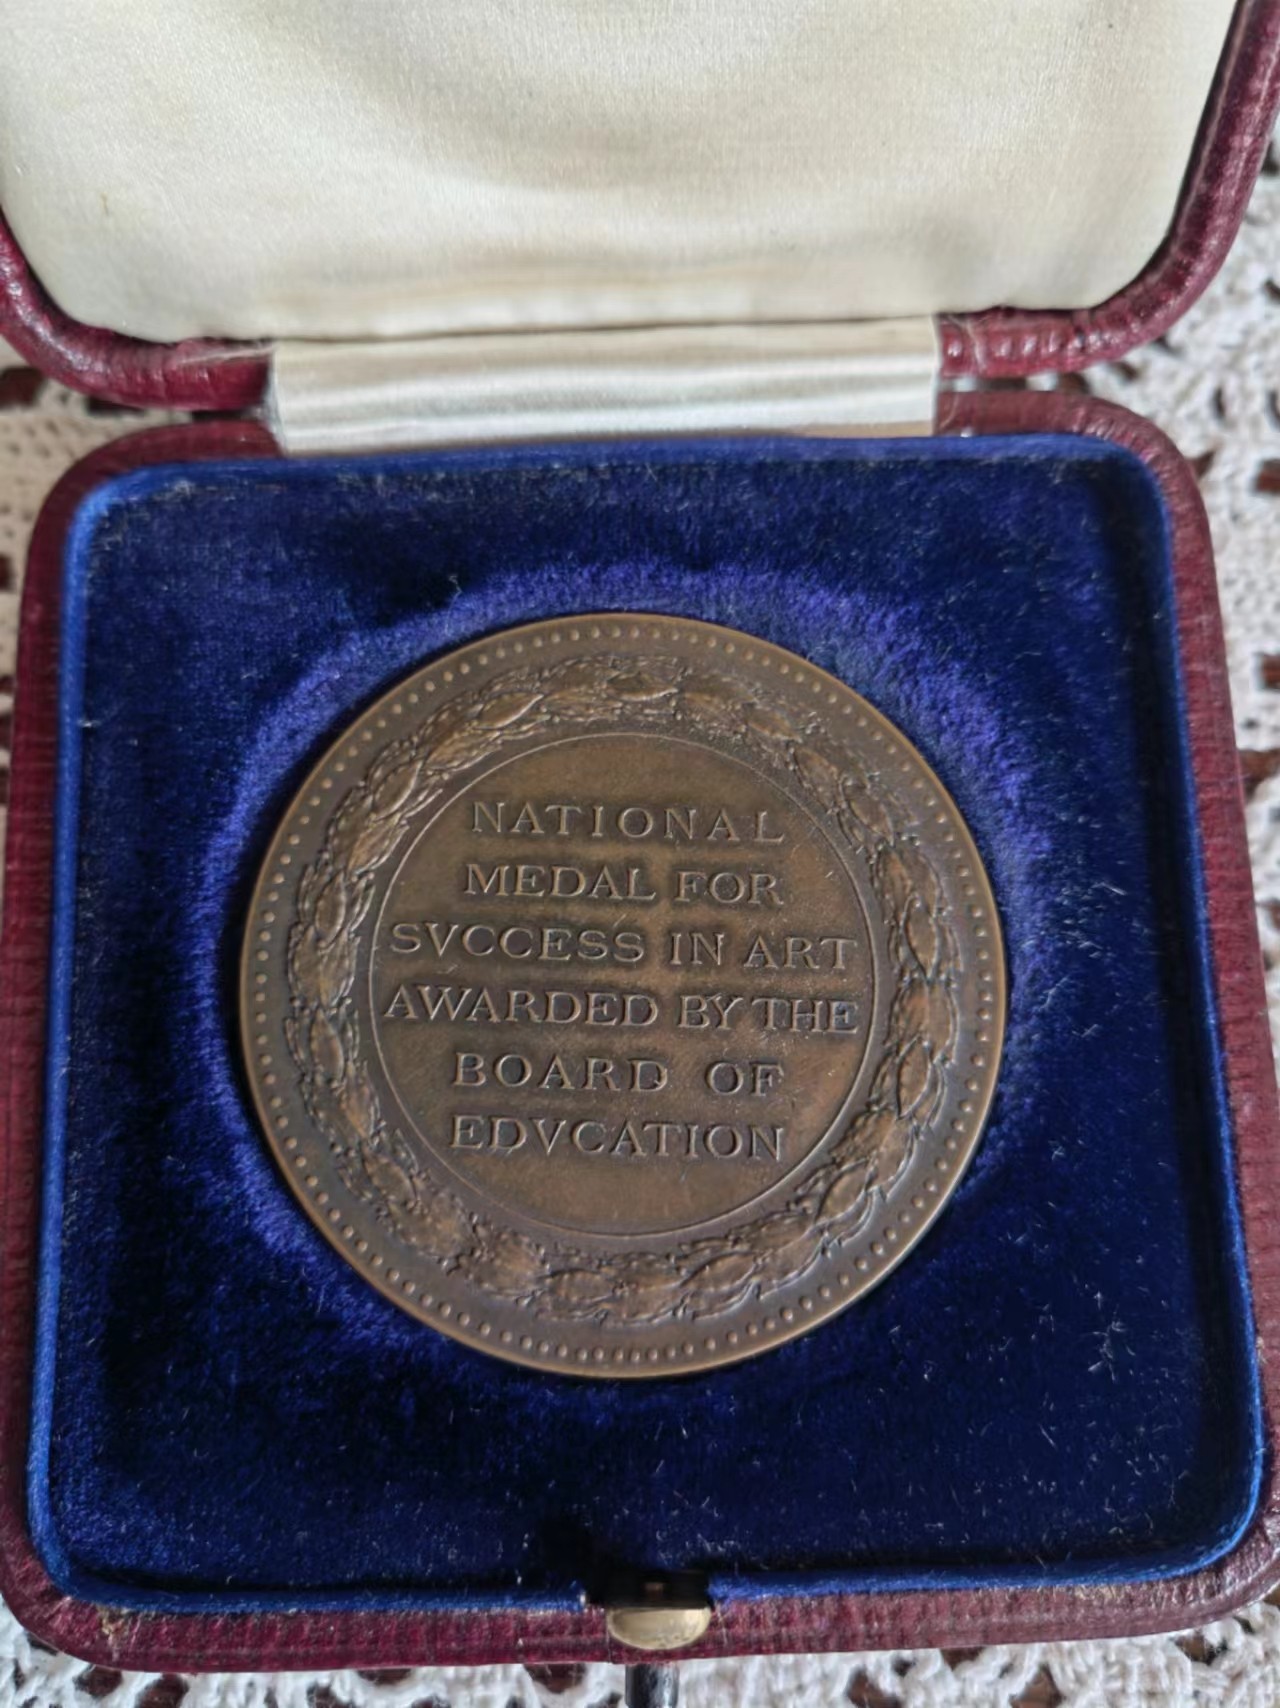 NATIONAL
MEDAL FOR
SVCCESS IN ART
AWARDED BY THE
BOARD OF
EDVCATION